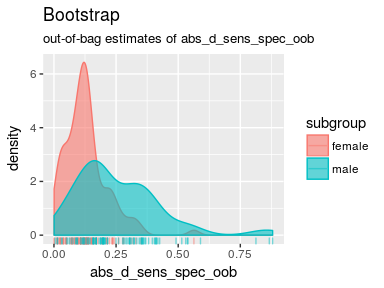 Bootstrap
out-of-bag estimates of abs_d_sens_spec_oob
6
4
2
0
density
0.00 0.25 0.50 0.75
abs_d_sens_spec_oob
subgroup
female
male